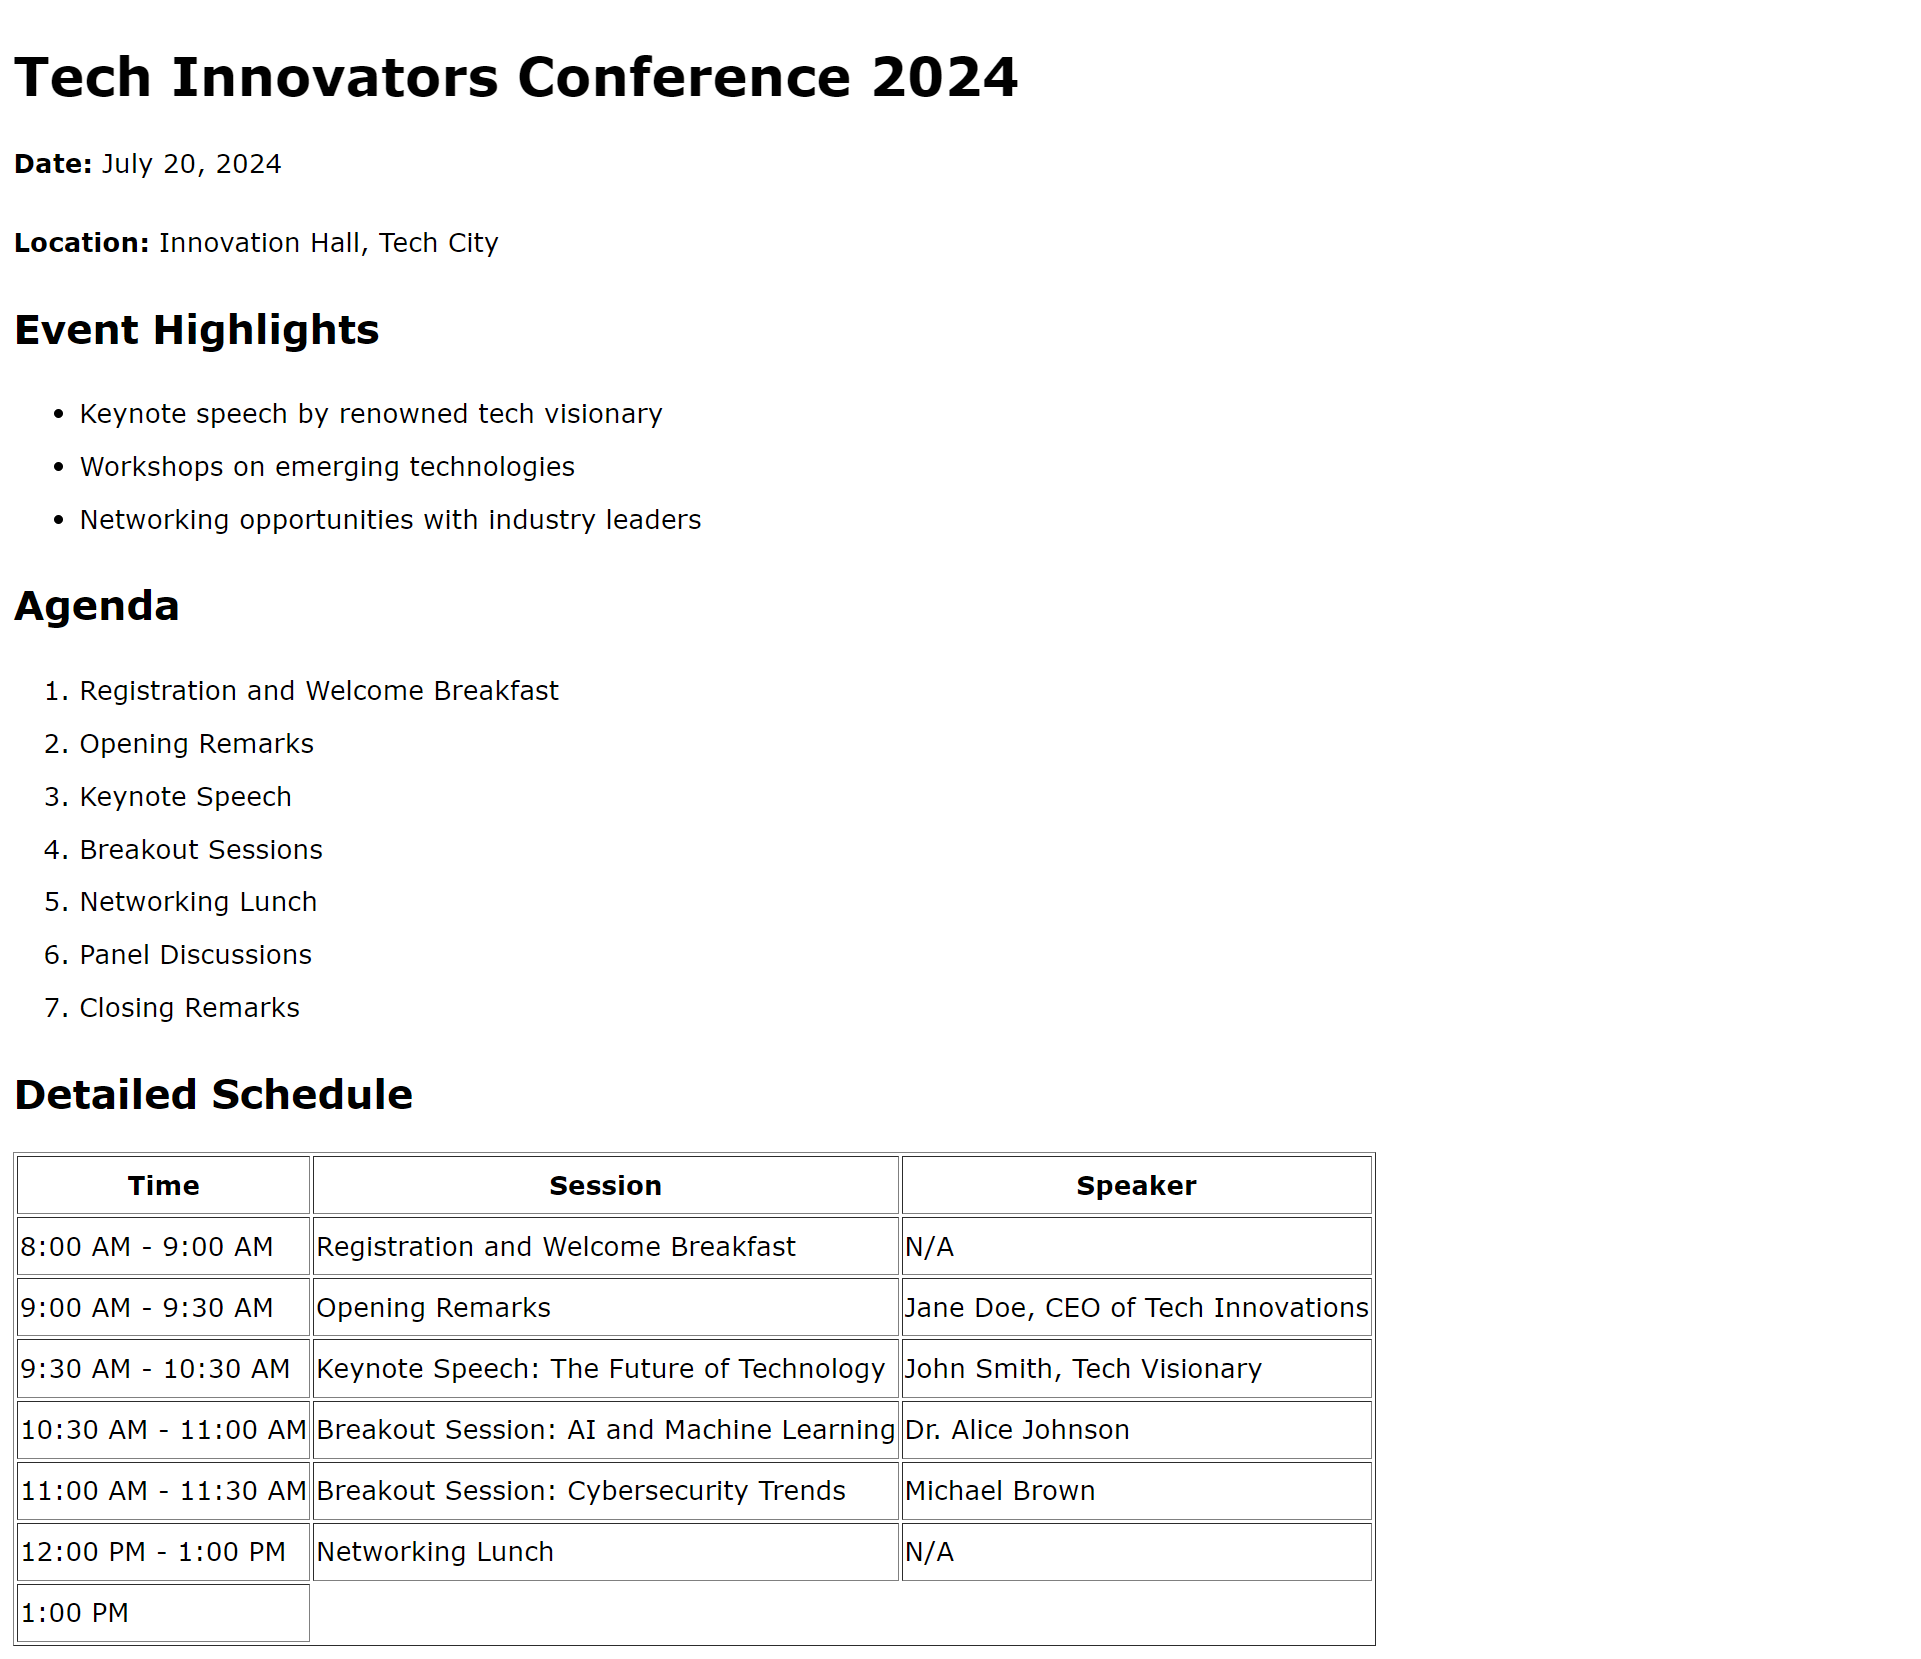 Tech Innovators Conference 2024
Date: July 20, 2024
Location: Innovation Hall, Tech City
Event Highlights
• Keynote speech by renowned tech visionary
• Workshops on emerging technologies
• Networking opportunities with industry leaders
Agenda
1. Registration and Welcome Breakfast
2. Opening Remarks
3. Keynote Speech
4. Breakout Sessions
5. Networking Lunch
6. Panel Discussions
7. Closing Remarks
Detailed Schedule
Time Session Speaker
8:00 AM - 9:00 AM Registration and Welcome Breakfast N/A
9:00 AM - 9:30 AM Opening Remarks Jane Doe, CEO of Tech Innovations
9:30 AM - 10:30 AM Keynote Speech: The Future of Technology John Smith, Tech Visionary
10:30 AM - 11:00 AM Breakout Session: AI and Machine Learning Dr. Alice Johnson
11:00 AM - 11:30 AM Breakout Session: Cybersecurity Trends Michael Brown
12:00 PM - 1:00 PM Networking Lunch N/A
1:00 PM